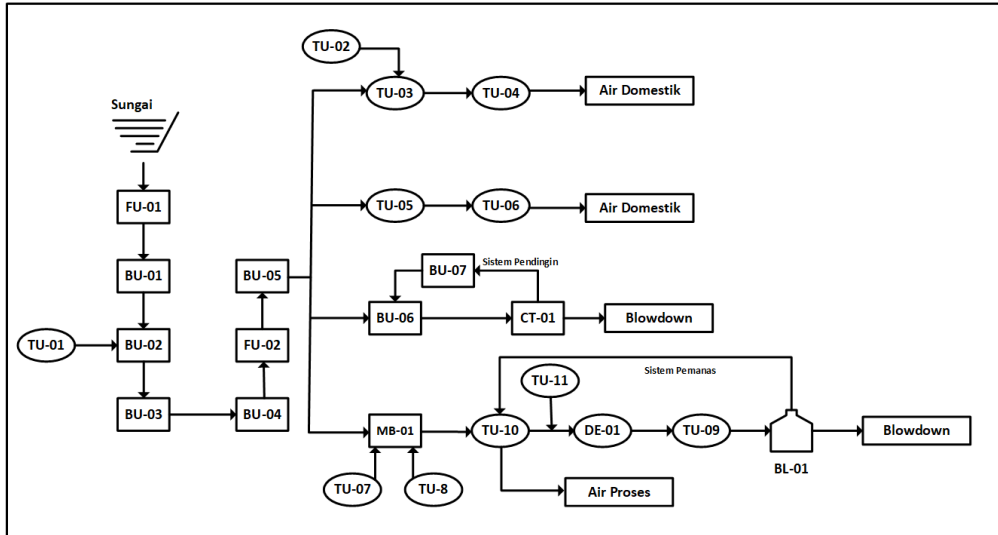 TU-02
TU-03
TU-04
Air Domestik
Sungai
FU-01
TU-05
TU-06
Air Domestik
BU-01
BU-05
BU-07
Sistem Pendingin
BU-06
CT-01
Blowdown
TU-01
BU-02
FU-02
Sistem Pemanas
TU-11
BU-03
BU-04
MB-01
TU-10
DE-01
TU-09
Blowdown
BL-01
TU-07
TU-8
Air Proses